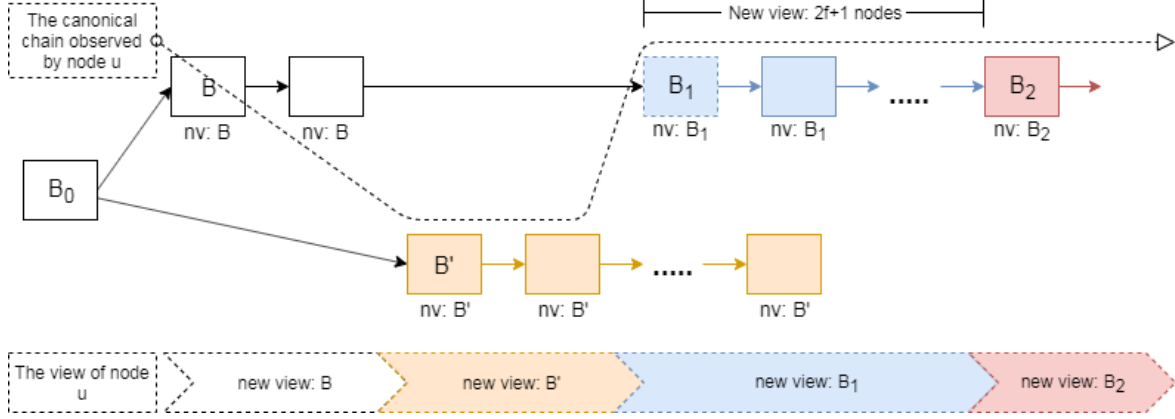 The canonical
chain observed
by node u
New view: 2f+1 nodes
B
B₁
.....
B₂
nv: B
nv: B
nv: B₁
nv: B₁
nv: B₂
B₀
B'
.....
nv: B'
nv: B'
nv: B'
The view of node
u
new view: B
new view: B'
new view: B₁
new view: B₂